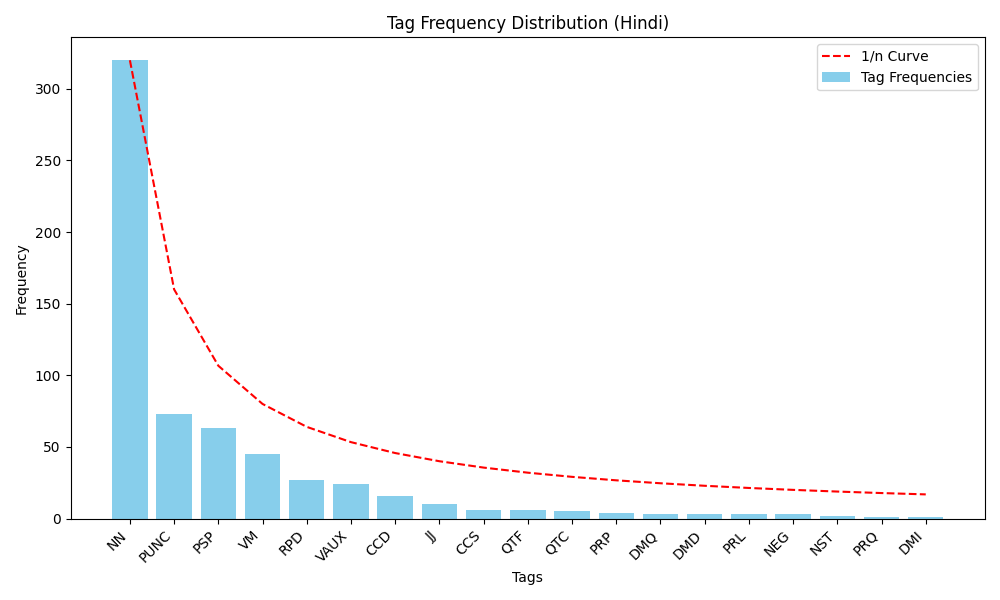 Tag Frequency Distribution (Hindi)
1/n Curve
Tag Frequencies
Frequency
300
250
200
150
100
50
0
NN PUNC PSP VM RPD VAUX CCD JJ CCS QTF QTC PRP DMQ DMD PRL NEG NST PRQ DMI
Tags